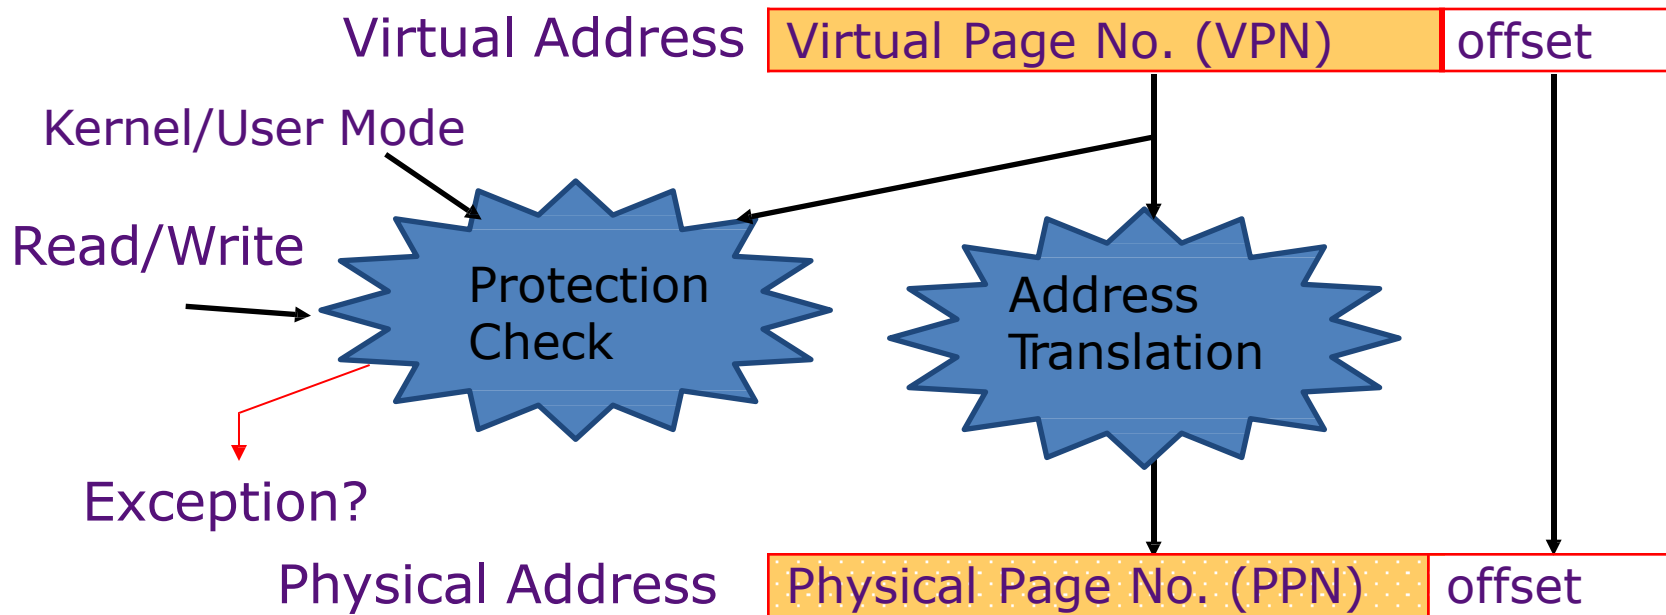 Virtual Address
Virtual Page No. (VPN)
offset
Kernel/User Mode
Read/Write
Protection
Check
Address
Translation
Exception?
Physical Address
Physical Page No. (PPN)
offset